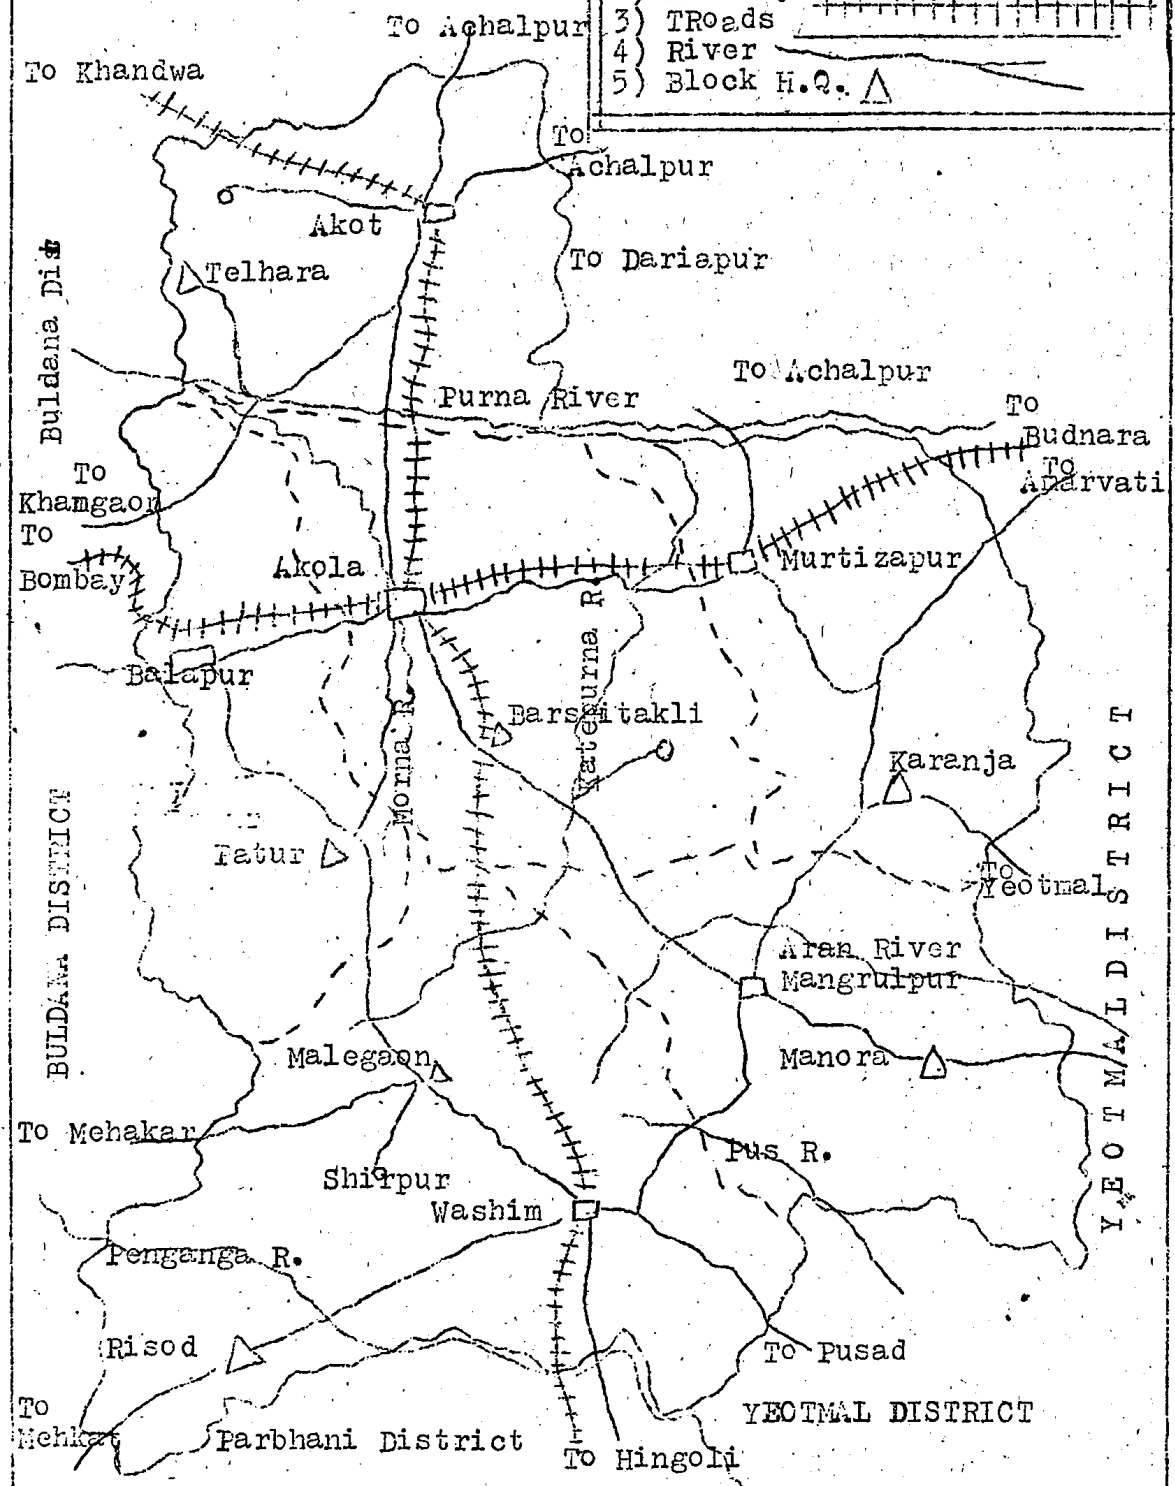 To Achalpur
3) TRoads
4) River
5) Block H.Q.
To Khandwa
To
Achalpur
Akot
To Dariapur
Telhara
Buldana Dist
To Achalpur
Purna River
To
Budnara
To
Amarvati
To
Khamgaon
To
Bombay
Akola
Murtizapur
Katepurna R
Balapur
Morna R.
Barshitakli
Karanja
Patur
To
Yeotmal
BULDANA DISTRICT
YEOTMAL DISTRICT
Aran River
Mangrulpur
Malegaon
Manora
To Mehakar
Pus R.
Shirpur
Washim
Penganga R.
Risod
To Pusad
To
Mehkat
YEOTMAL DISTRICT
Parbhani District
To Hingoli